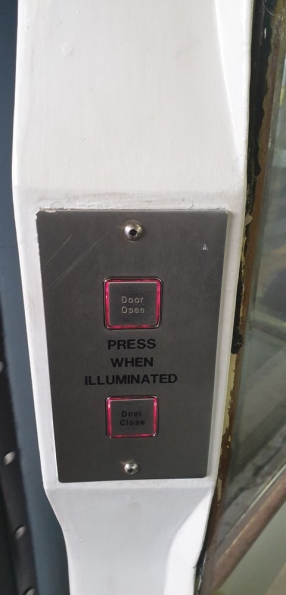 Door
Open
PRESS
WHEN
ILLUMINATED
Door
Close